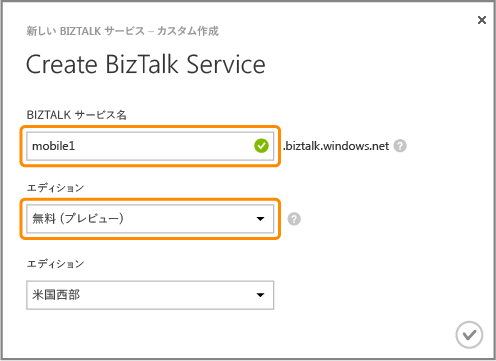 新しい BIZTALK サービス – カスタム作成
Create BizTalk Service
BIZTALK サービス名
mobile1 .biztalk.windows.net ?
エディション
無料 (プレビュー) ?
エディション
米国西部